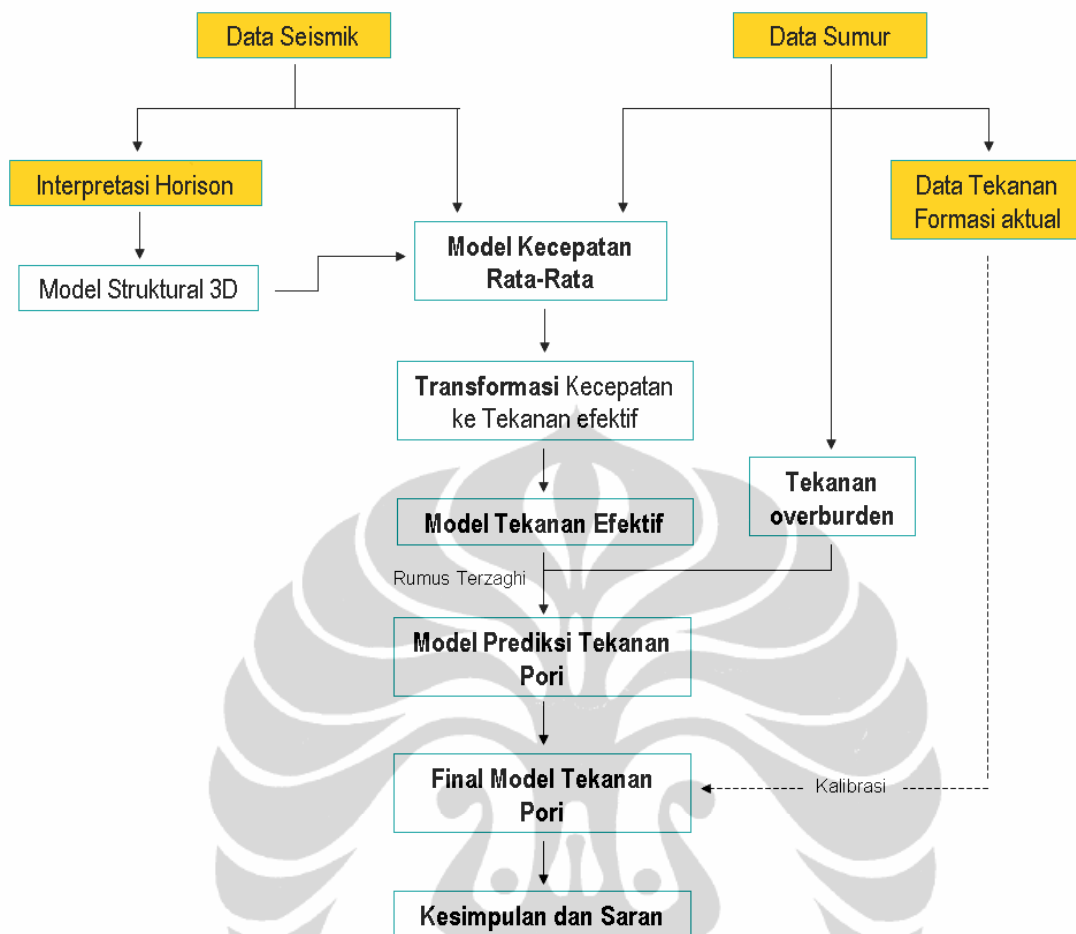 Data Seismik
Data Sumur
Interpretasi Horison
Data Tekanan
Formasi aktual
Model Kecepatan
Rata-Rata
Model Struktural 3D
Transformasi Kecepatan
ke Tekanan efektif
Tekanan
overburden
Model Tekanan Efektif
Rumus Terzaghi
Model Prediksi Tekanan
Pori
Final Model Tekanan
Pori
Kalibrasi
Kesimpulan dan Saran